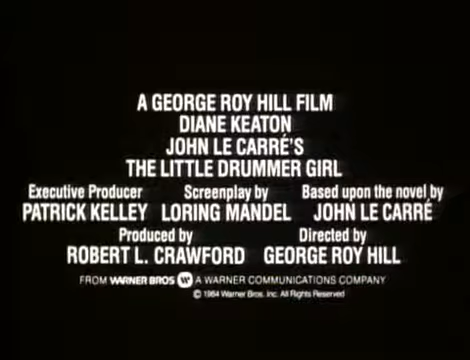 A GEORGE ROY HILL FILM
DIANE KEATON
JOHN LE CARRÉ'S
THE LITTLE DRUMMER GIRL
Executive Producer Screenplay by Based upon the novel by
PATRICK KELLEY LORING MANDEL JOHN LE CARRÉ
Produced by Directed by
ROBERT L. CRAWFORD GEORGE ROY HILL
FROM WARNER BROS W A WARNER COMMUNICATIONS COMPANY
© 1984 Warner Bros. Inc. All Rights Reserved